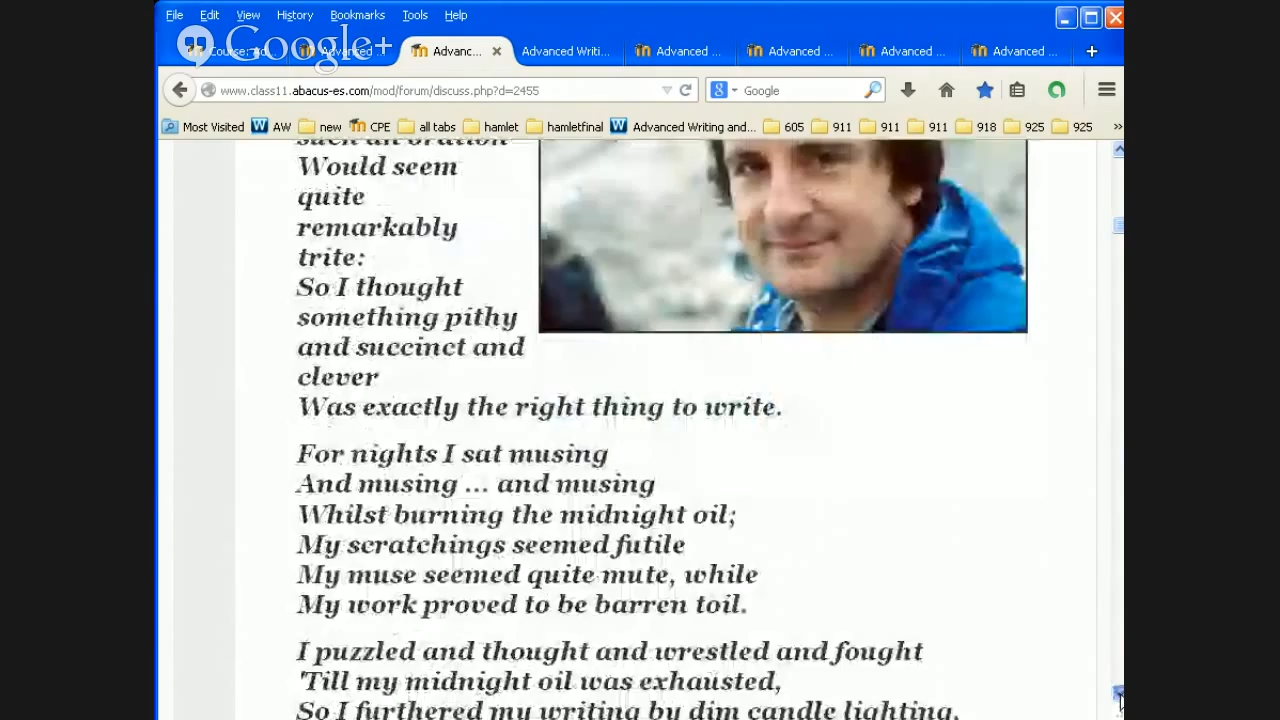 File Edit View History Bookmarks Tools Help
Google+
Course: Ad Advanced Advanc... Advanced Writi... Advanced ... Advanced ... Advanced ... Advanced ...
www.class11.abacus-es.com/mod/forum/discuss.php?d=2455 Google
Most Visited AW new CPE all tabs hamlet hamletfinal Advanced Writing and... 605 911 911 911 918 925 925 »
such an oration
Would seem
quite
remarkably
trite:
So I thought
something pithy
and succinct and
clever
Was exactly the right thing to write.
For nights I sat musing
And musing ... and musing
Whilst burning the midnight oil;
My scratchings seemed futile
My muse seemed quite mute, while
My work proved to be barren toil.
I puzzled and thought and wrestled and fought
'Till my midnight oil was exhausted,
So I furthered my writing by dim candle lighting,